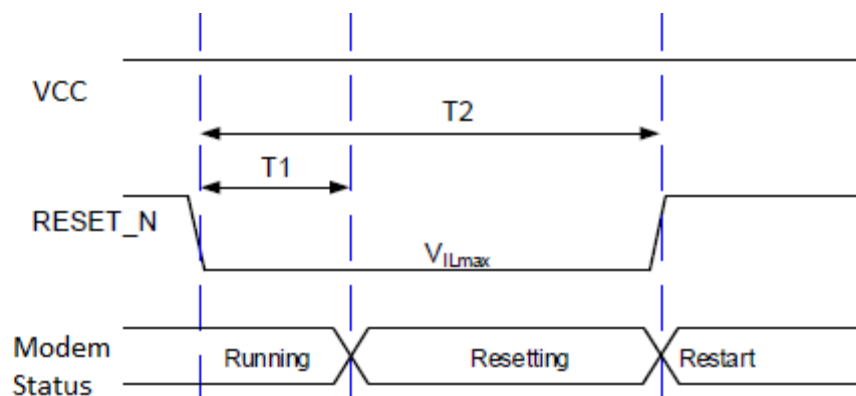 VCC
T2
T1
RESET_N
VILmax
Modem
Status
Running
Resetting
Restart